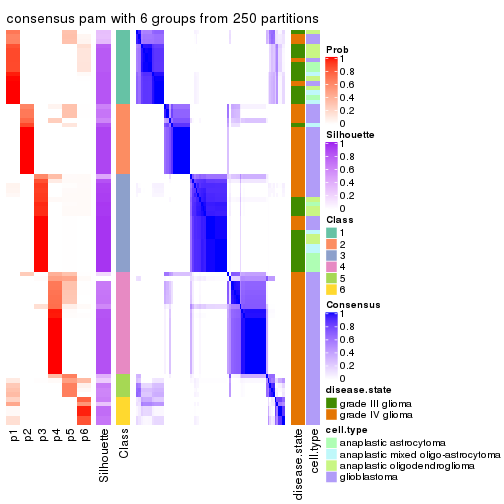 consensus pam with 6 groups from 250 partitions
Prob
1
0.8
0.6
0.4
0.2
0
Silhouette
1
0.8
0.6
0.4
0.2
0
Class
1
2
3
4
5
6
Consensus
1
0.8
0.6
0.4
0.2
0
disease.state
grade III glioma
grade IV glioma
cell.type
anaplastic astrocytoma
anaplastic mixed oligo-astrocytoma
anaplastic oligodendroglioma
glioblastoma
p1
p2
p3
p4
p5
p6
Silhouette
Class
disease.state
cell.type